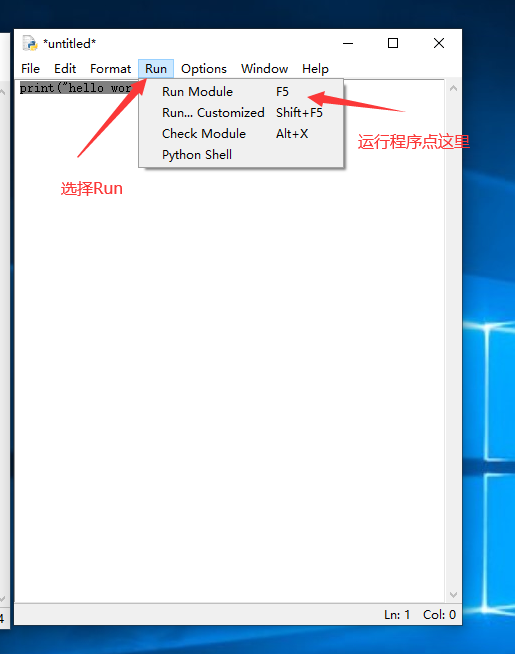 *untitled*
File Edit Format Run Options Window Help
print("hello wor
Run Module F5
Run... Customized Shift+F5
Check Module Alt+X
Python Shell
运行程序点这里
选择Run
4
Ln: 1 Col: 0